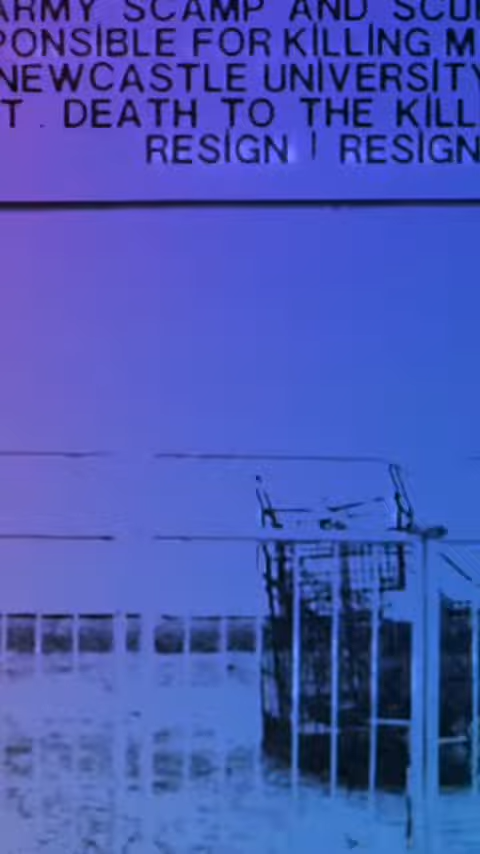 ARMY SCAMP AND SCU
PONSIBLE FOR KILLING M
NEWCASTLE UNIVERSITY
T . DEATH TO THE KILL
RESIGN ! RESIGN